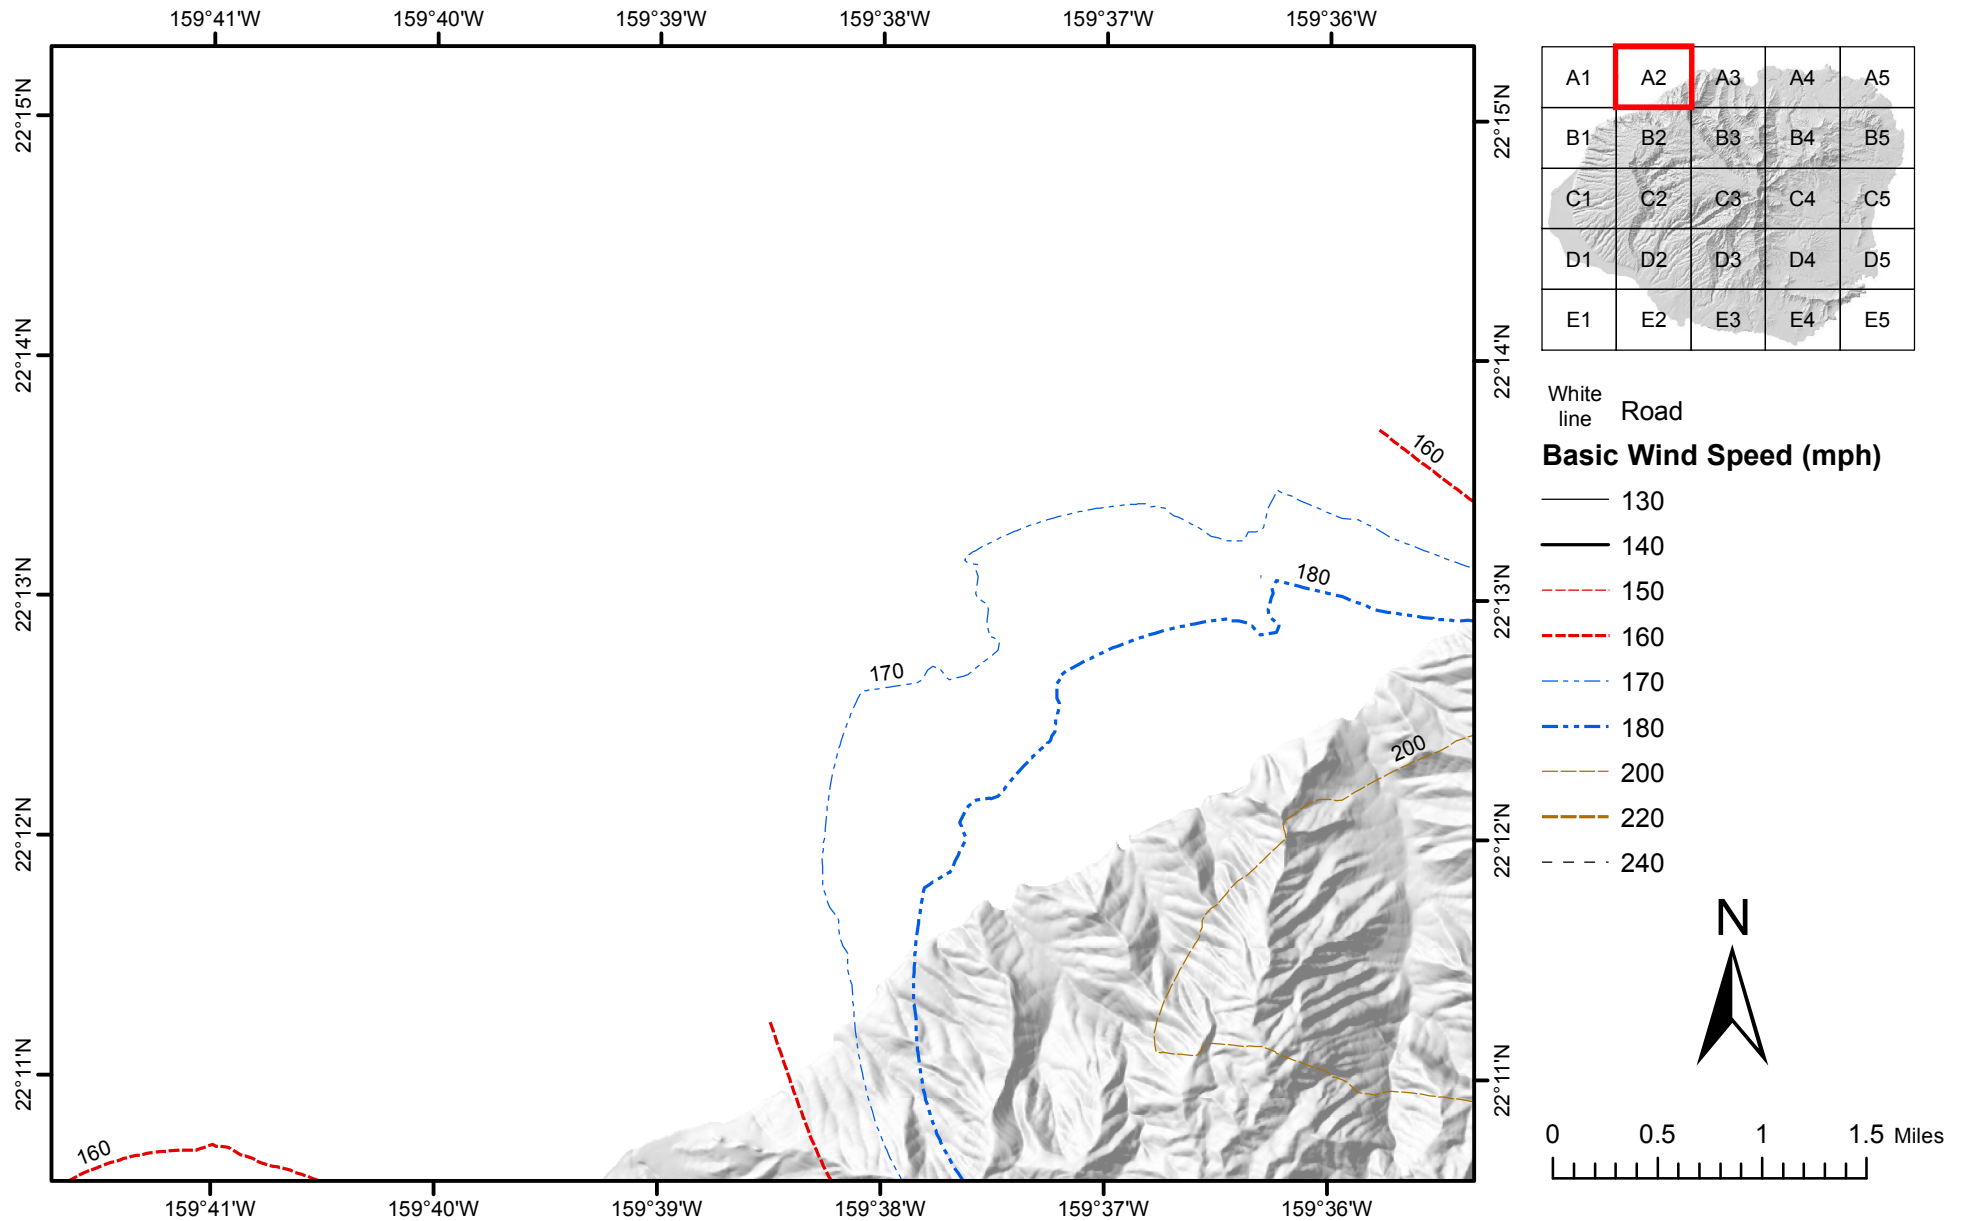 159°41'W 159°40'W 159°39'W 159°38'W 159°37'W 159°36'W
22°15'N
22°14'N
22°13'N
22°12'N
22°11'N
160
180
170
200
160
22°15'N
22°14'N
22°13'N
22°12'N
22°11'N
159°41'W 159°40'W 159°39'W 159°38'W 159°37'W 159°36'W
A1 A2 A3 A4 A5
B1 B2 B3 B4 B5
C1 C2 C3 C4 C5
D1 D2 D3 D4 D5
E1 E2 E3 E4 E5
White
line Road
Basic Wind Speed (mph)
130
140
150
160
170
180
200
220
240
N
0 0.5 1 1.5 Miles